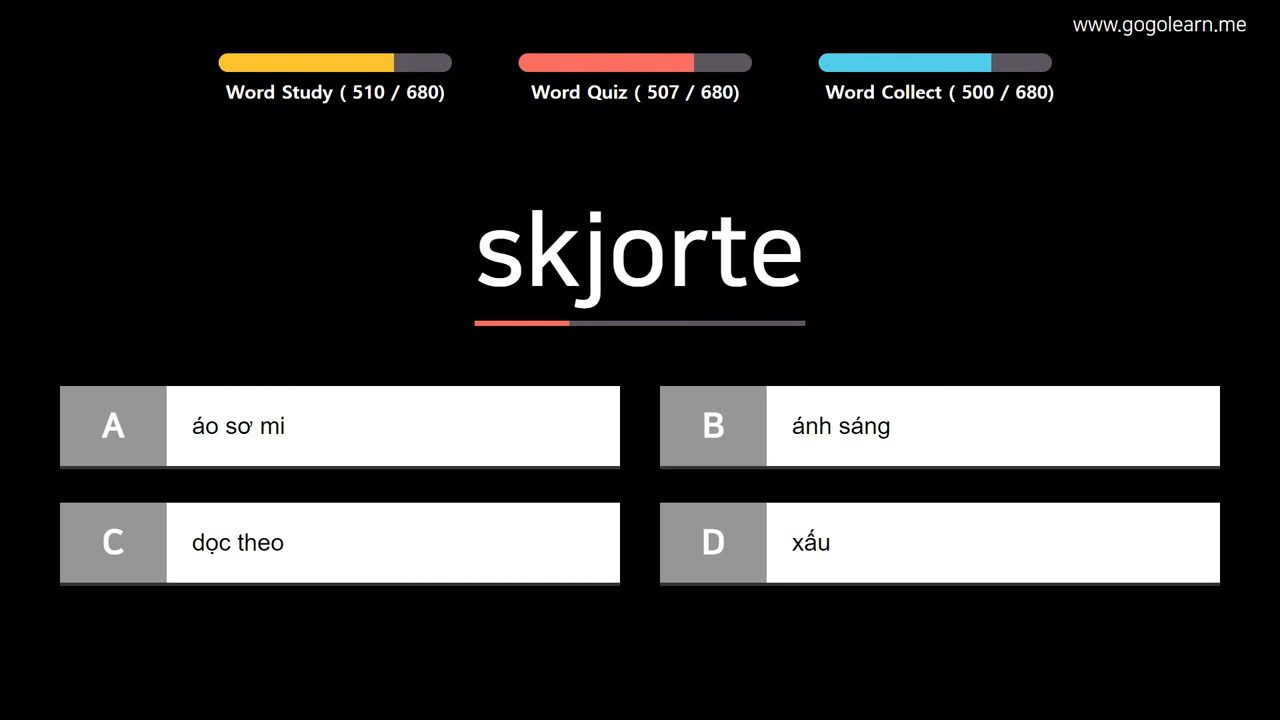 www.gogolearn.me
Word Study ( 510 / 680)
Word Quiz ( 507 / 680)
Word Collect ( 500 / 680)
skjorte
A áo sơ mi
B ánh sáng
C dọc theo
D xấu